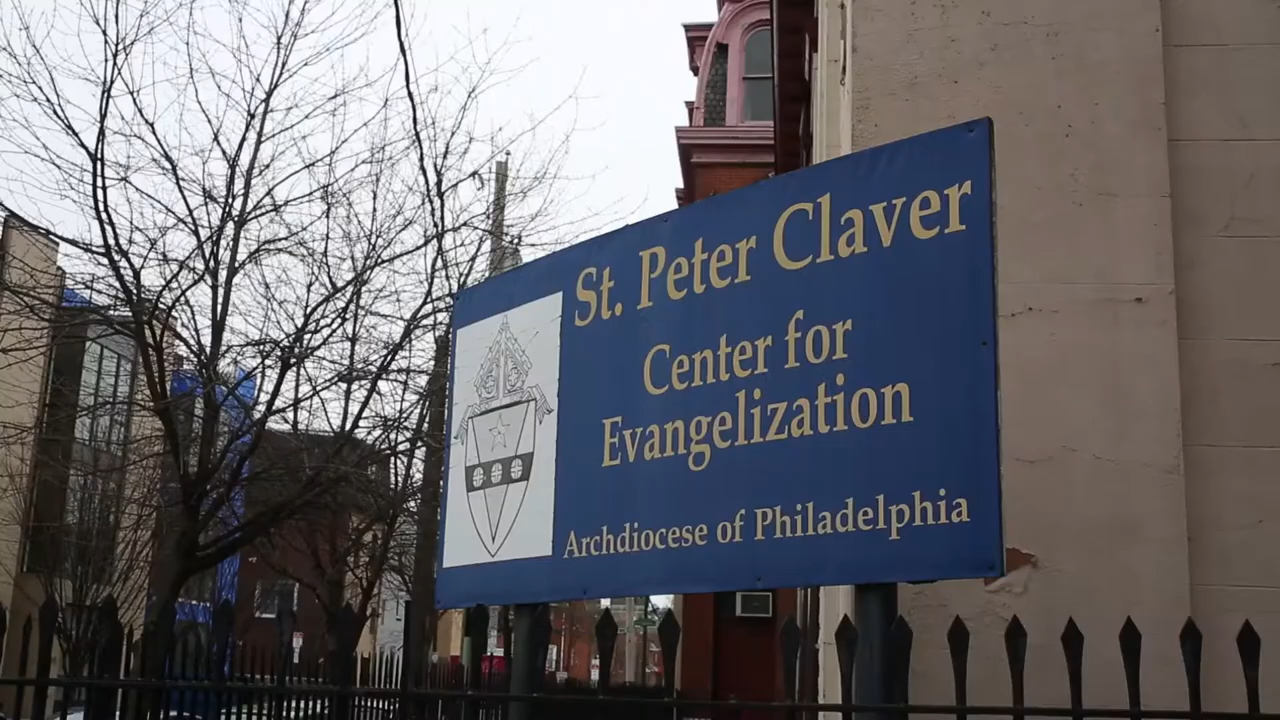 St. Peter Claver
Center for
Evangelization
Archdiocese of Philadelphia